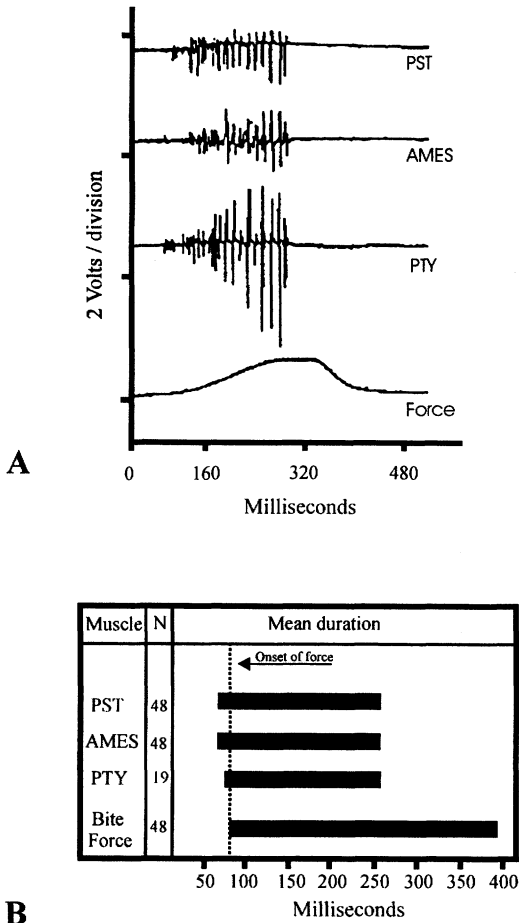 PST
AMES
PTY
Force
2 Volts / division
0 160 320 480
Milliseconds
A
Muscle N Mean duration
Onset of force
PST 48
AMES 48
PTY 19
Bite
Force 48
50 100 150 200 250 300 350 400
Milliseconds
B